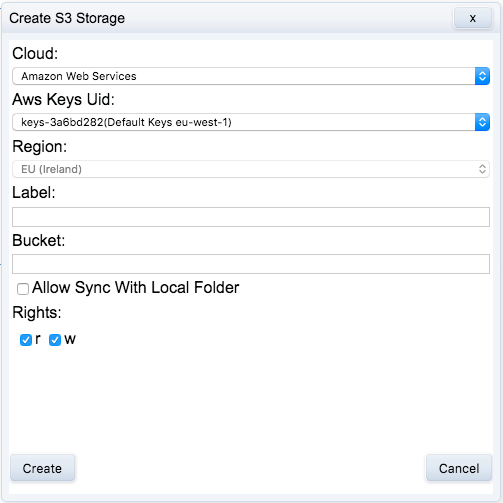 Create S3 Storage x
Cloud:
Amazon Web Services
Aws Keys Uid:
keys-3a6bd282(Default Keys eu-west-1)
Region:
EU (Ireland)
Label:
Bucket:
Allow Sync With Local Folder
Rights:
r w
Create Cancel